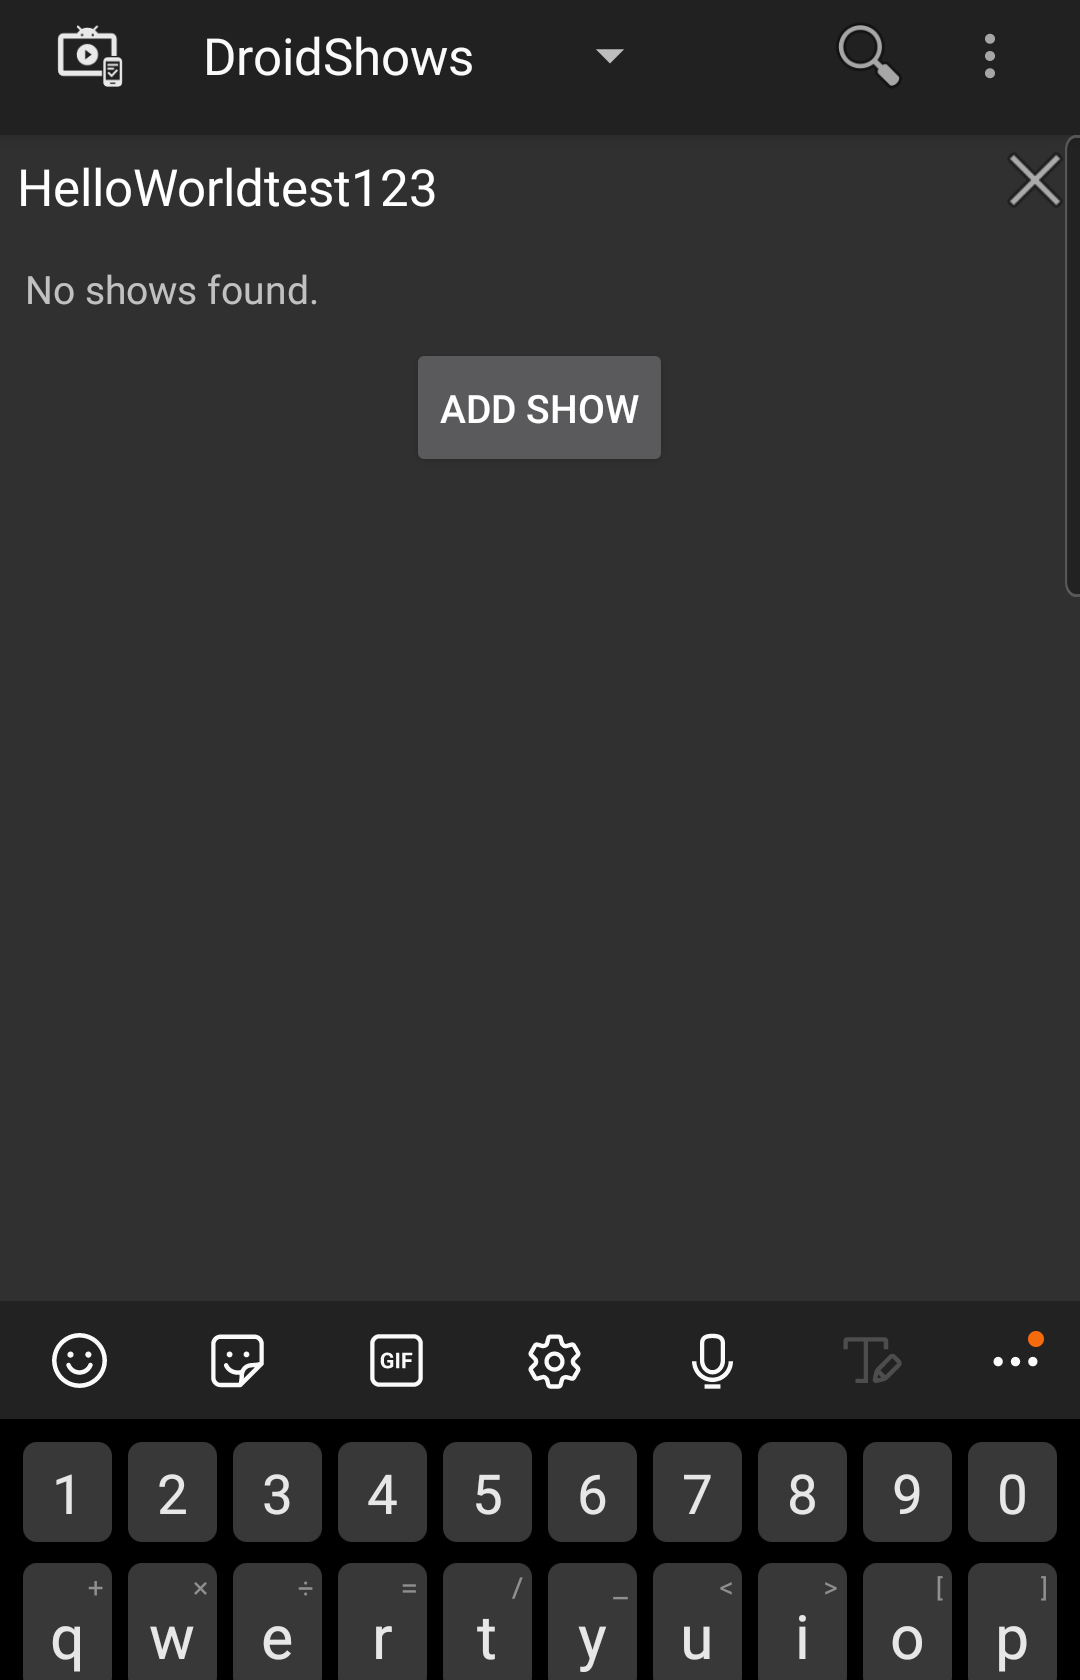 DroidShows
HelloWorldtest123
No shows found.
ADD SHOW
GIF
1 2 3 4 5 6 7 8 9 0
+ × ÷ = / _ < > [ ]
q w e r t y u i o p